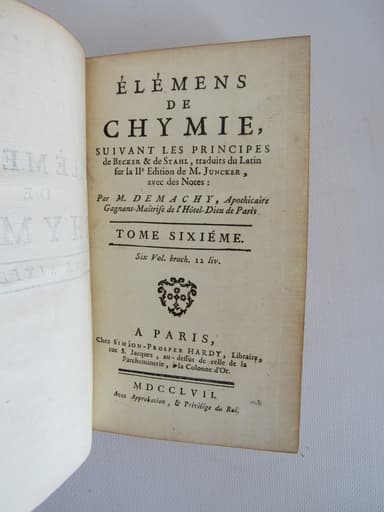 ÉLÉMENS
DE
CHYMIE,
SUIVANT LES PRINCIPES
de BECKER & de STAHL, traduits du Latin
sur la IIe Edition de M. JUNCKER,
avec des Notes :
Par M. DEMACHY, Apothicaire
Gagnans-Maîtrise de l'Hôtel-Dieu de Paris.
TOME SIXIÉME.
Six Vol. broch. 12 liv.
A PARIS,
Chez SIMÉON-PROSPER HARDY, Libraire,
rue S. Jacques, au-dessus de celle de la
Parcheminerie, à la Colonne d'Or.
MDCCLVII.
Avec Approbation, & Privilége du Roi.